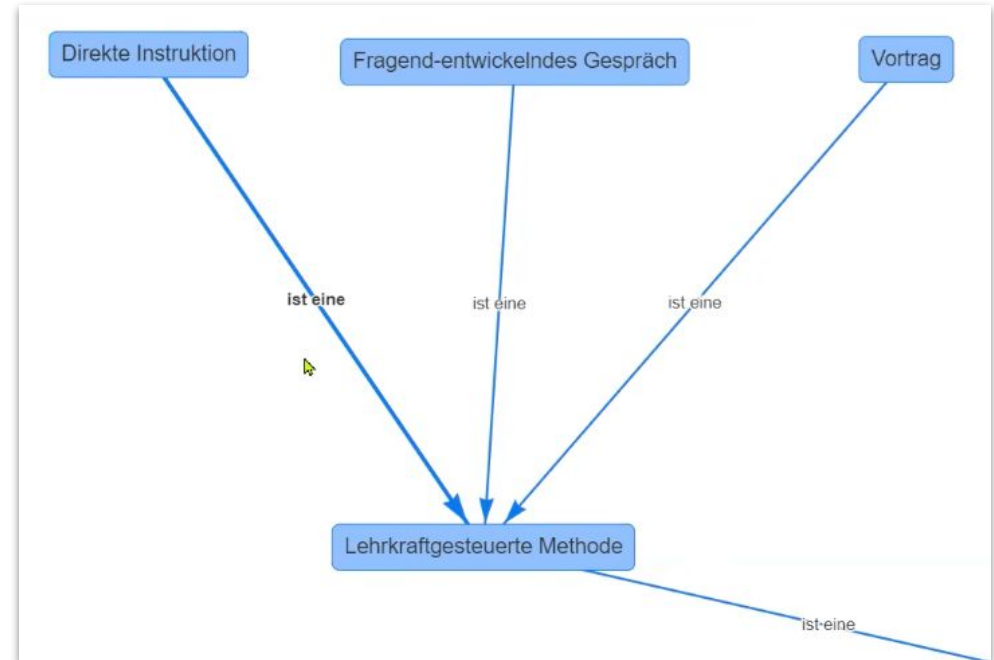 Direkte Instruktion
Fragend-entwickelndes Gespräch
Vortrag
ist eine
ist eine
ist eine
Lehrkraftgesteuerte Methode
ist eine